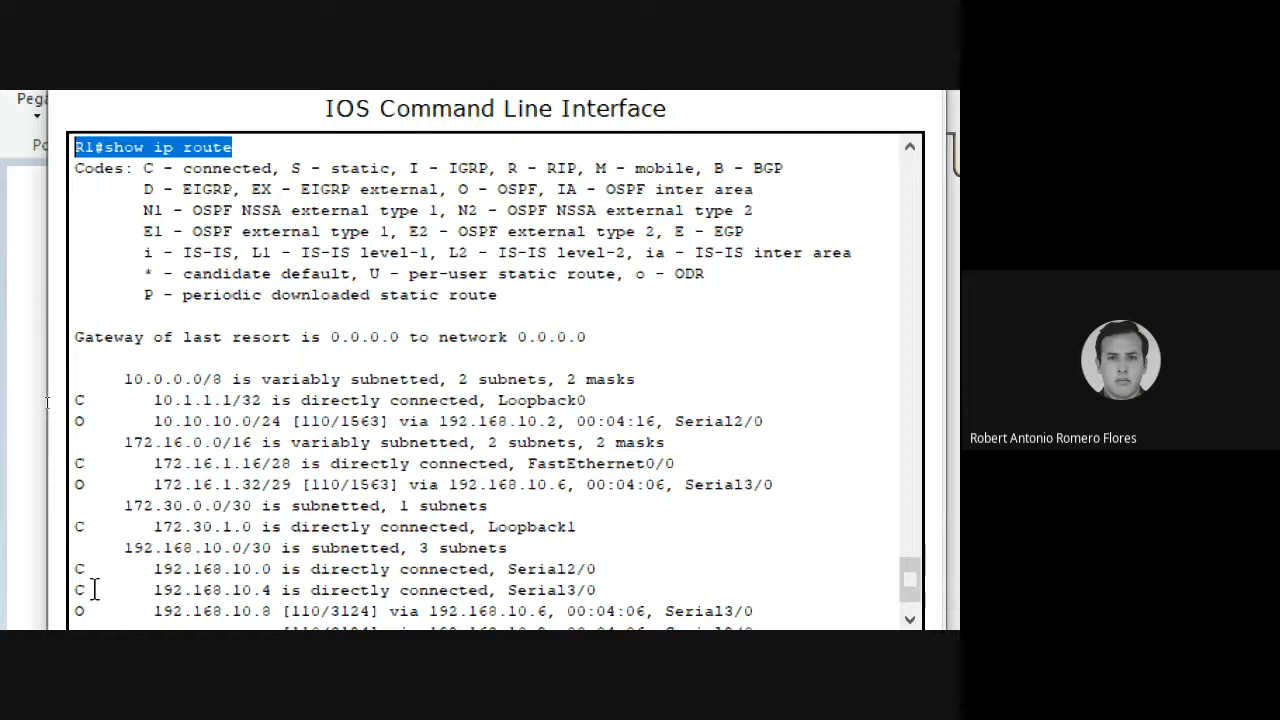 Pega
Po
IOS Command Line Interface
R1#show ip route
Codes: C - connected, S - static, I - IGRP, R - RIP, M - mobile, B - BGP
D - EIGRP, EX - EIGRP external, O - OSPF, IA - OSPF inter area
N1 - OSPF NSSA external type 1, N2 - OSPF NSSA external type 2
E1 - OSPF external type 1, E2 - OSPF external type 2, E - EGP
i - IS-IS, L1 - IS-IS level-1, L2 - IS-IS level-2, ia - IS-IS inter area
* - candidate default, U - per-user static route, o - ODR
P - periodic downloaded static route
Gateway of last resort is 0.0.0.0 to network 0.0.0.0
10.0.0.0/8 is variably subnetted, 2 subnets, 2 masks
C 10.1.1.1/32 is directly connected, Loopback0
O 10.10.10.0/24 [110/1563] via 192.168.10.2, 00:04:16, Serial2/0
172.16.0.0/16 is variably subnetted, 2 subnets, 2 masks
C 172.16.1.16/28 is directly connected, FastEthernet0/0
O 172.16.1.32/29 [110/1563] via 192.168.10.6, 00:04:06, Serial3/0
172.30.0.0/30 is subnetted, 1 subnets
C 172.30.1.0 is directly connected, Loopback1
192.168.10.0/30 is subnetted, 3 subnets
C 192.168.10.0 is directly connected, Serial2/0
C 192.168.10.4 is directly connected, Serial3/0
O 192.168.10.8 [110/3124] via 192.168.10.6, 00:04:06, Serial3/0
Robert Antonio Romero Flores